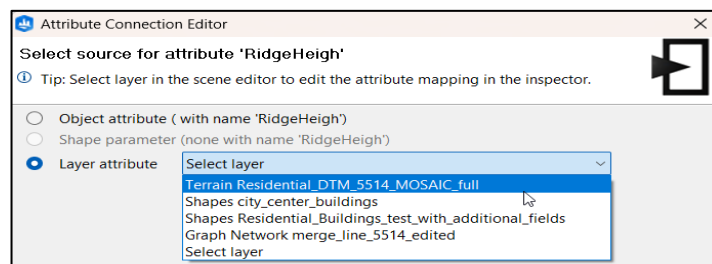 Attribute Connection Editor
Select source for attribute 'RidgeHeigh'
Tip: Select layer in the scene editor to edit the attribute mapping in the inspector.
Object attribute ( with name 'RidgeHeigh')
Shape parameter (none with name 'RidgeHeigh')
Layer attribute Select layer
Terrain Residential_DTM_5514_MOSAIC_full
Shapes city_center_buildings
Shapes Residential_Buildings_test_with_additional_fields
Graph Network merge_line_5514_edited
Select layer